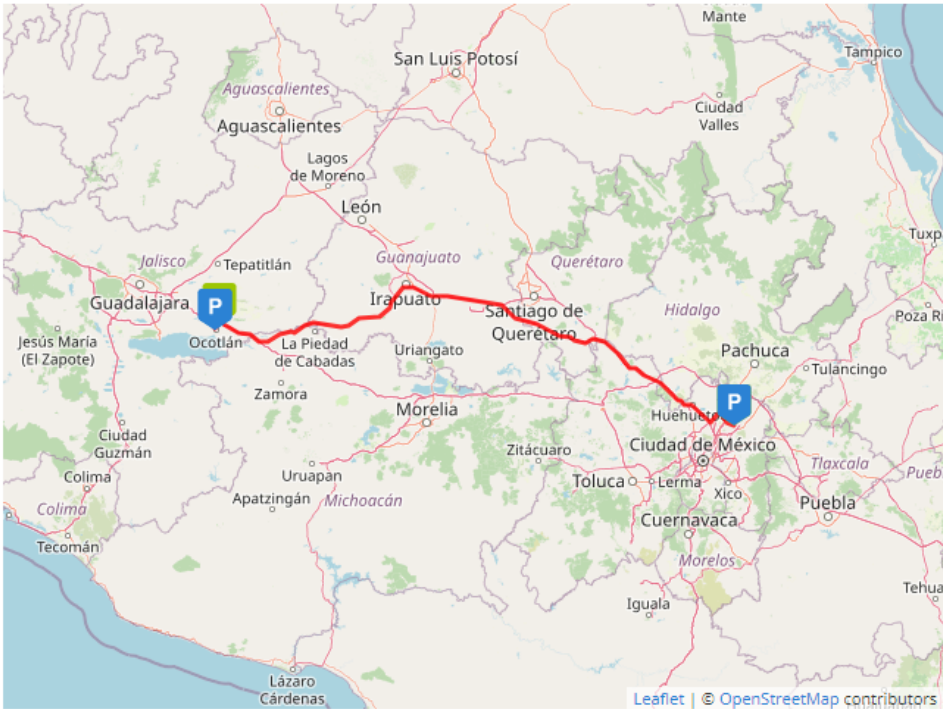 Mante
San Luis Potosí
Tampico
Aguascalientes
Ciudad
Valles
Aguascalientes
Lagos
de Moreno
León
Tuxp
Jalisco
Tepatitlán
Guanajuato
Querétaro
Guadalajara
P
Irapuato
Santiago de
Querétaro
Hidalgo
Poza Ri
Jesús María
(El Zapote)
Ocotlán
La Piedad
de Cabadas
Uriangato
Pachuca
Tulancingo
Zamora
P
Morelia
Huehueto
Ciudad
Guzmán
Zitácuaro
Ciudad de México
Tlaxcala
Pueb
Colima
Uruapan
Toluca
Lerma
Xico
Apatzingán
Michoacán
Puebla
Colima
Cuernavaca
Tecomán
Morelos
Tehua
Iguala
Lázaro
Cárdenas
Leaflet | © OpenStreetMap contributors